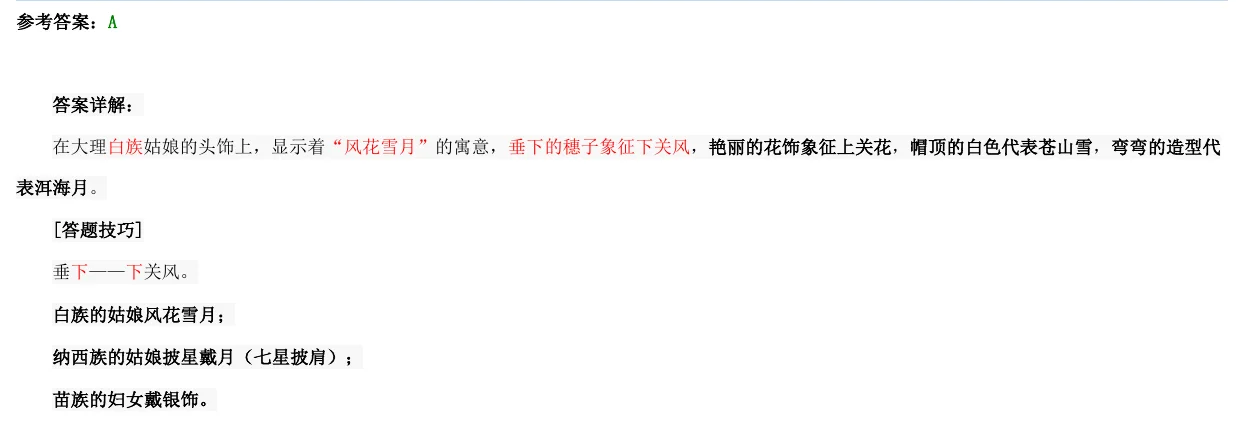 参考答案：A
答案详解：
在大理白族姑娘的头饰上，显示着“风花雪月”的寓意，垂下的穗子象征下关风，艳丽的花饰象征上关花，帽顶的白色代表苍山雪，弯弯的造型代
表洱海月。
[答题技巧]
垂下——下关风。
白族的姑娘风花雪月；
纳西族的姑娘披星戴月（七星披肩）；
苗族的妇女戴银饰。